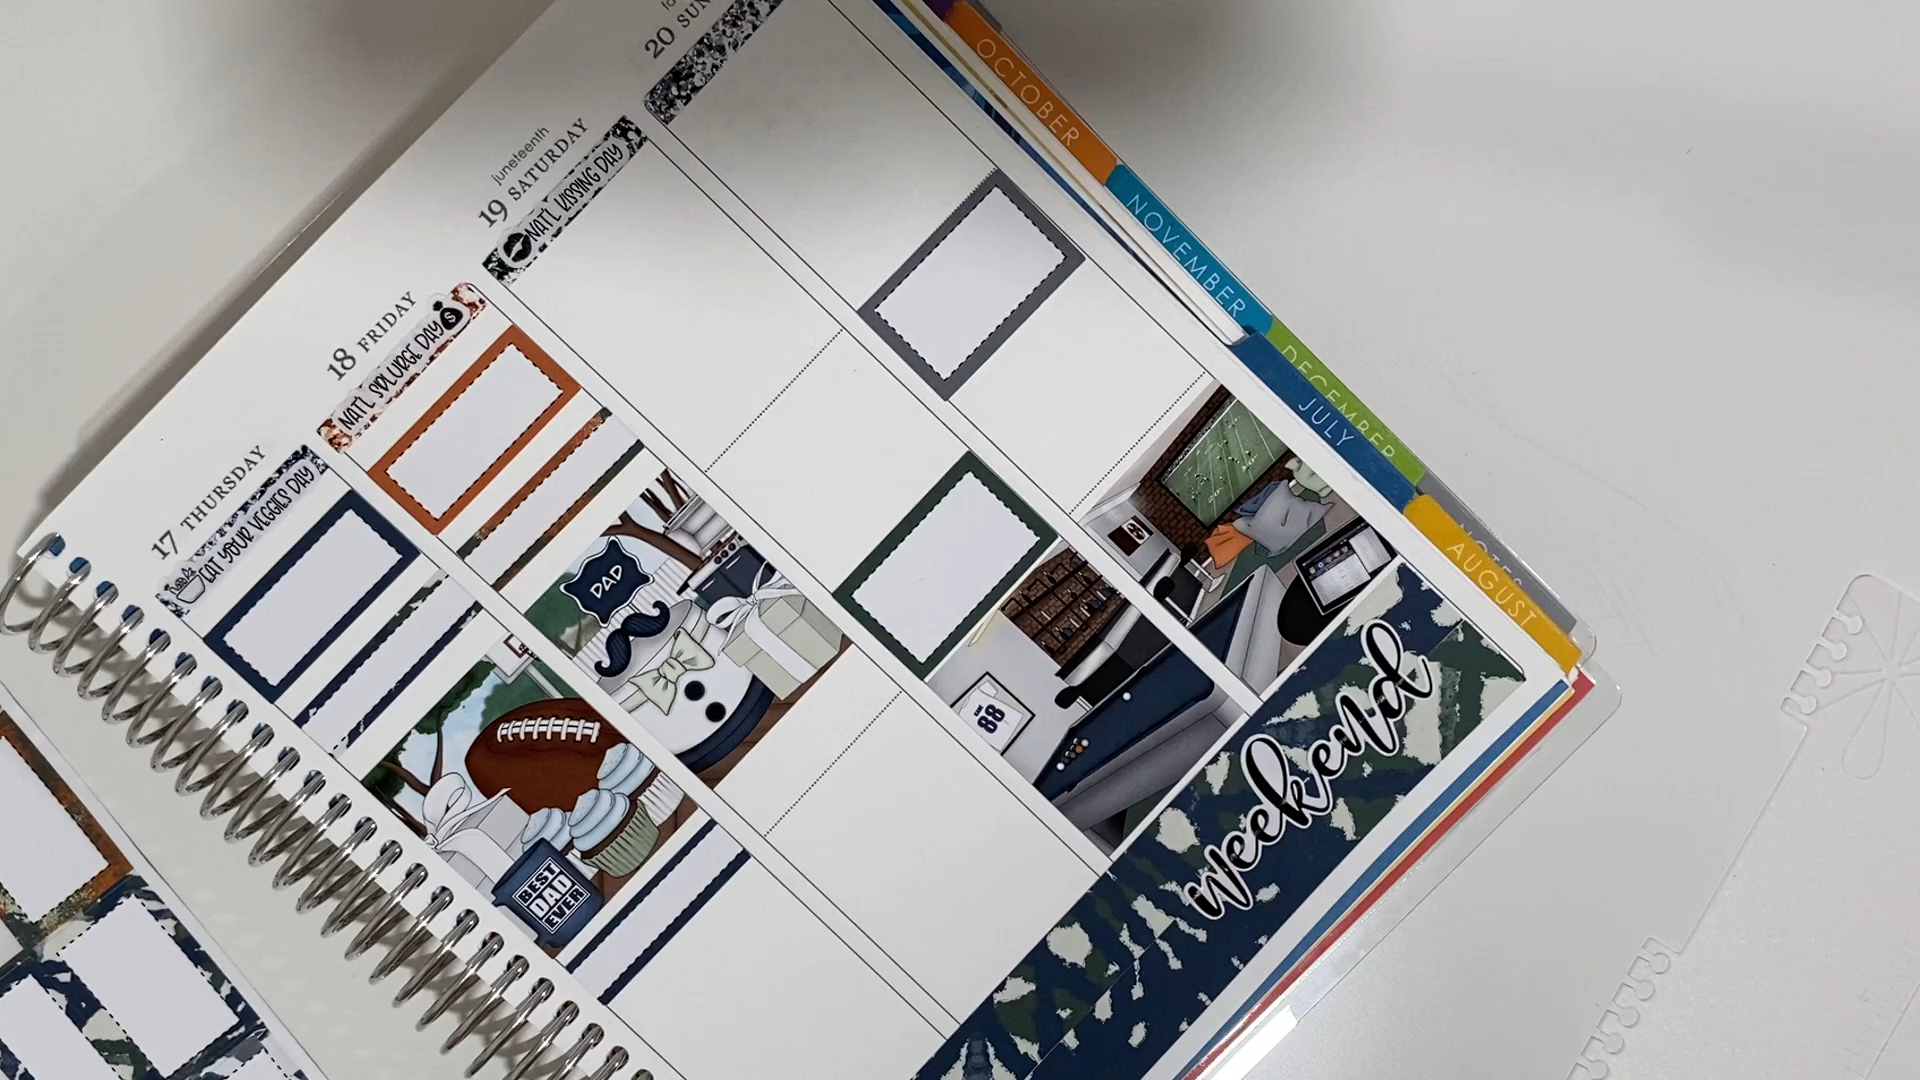 17 THURSDAY
EAT YOUR VEGGIES DAY
18 FRIDAY
NAT'L SPLURGE DAY
$
juneteenth
19 SATURDAY
NAT'L KISSING DAY
20 SUN
DAD
BEST
DAD
EVER
88
weekend
OCTOBER
NOVEMBER
DECEMBER
JULY
NOTES
AUGUST